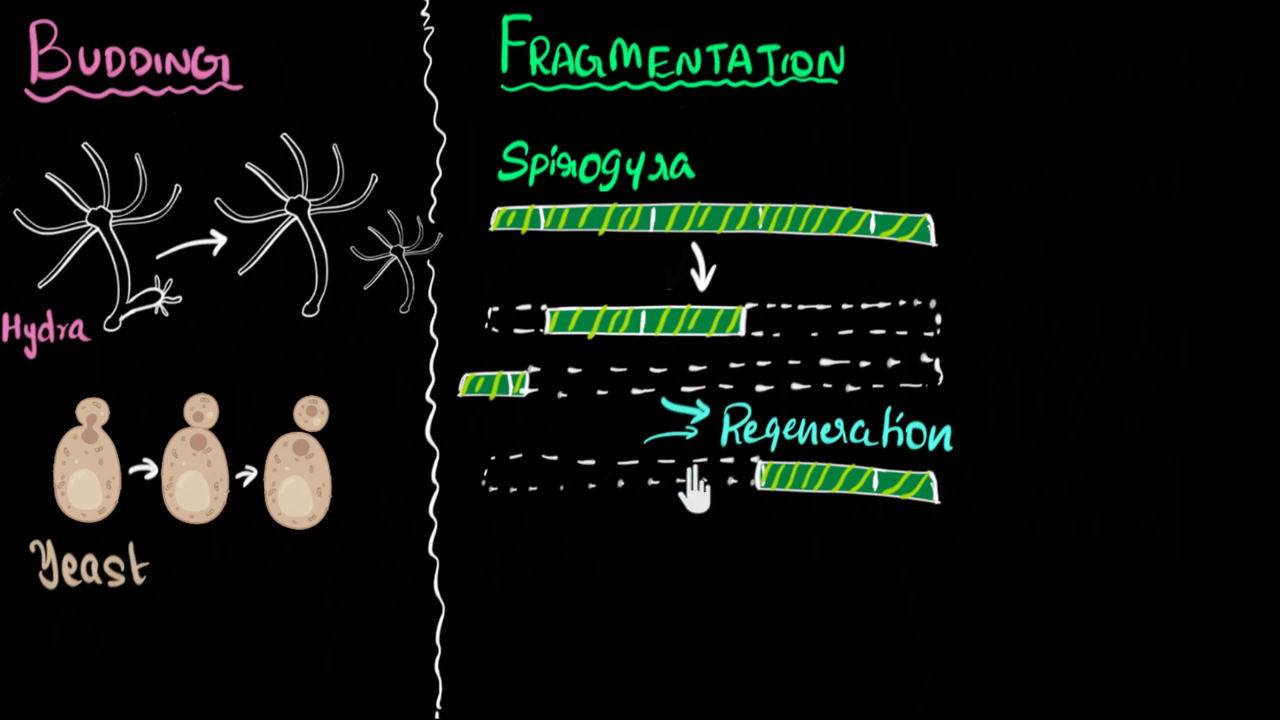 BUDDING
Hydra
Yeast
FRAGMENTATION
Spirogyra
Regeneration